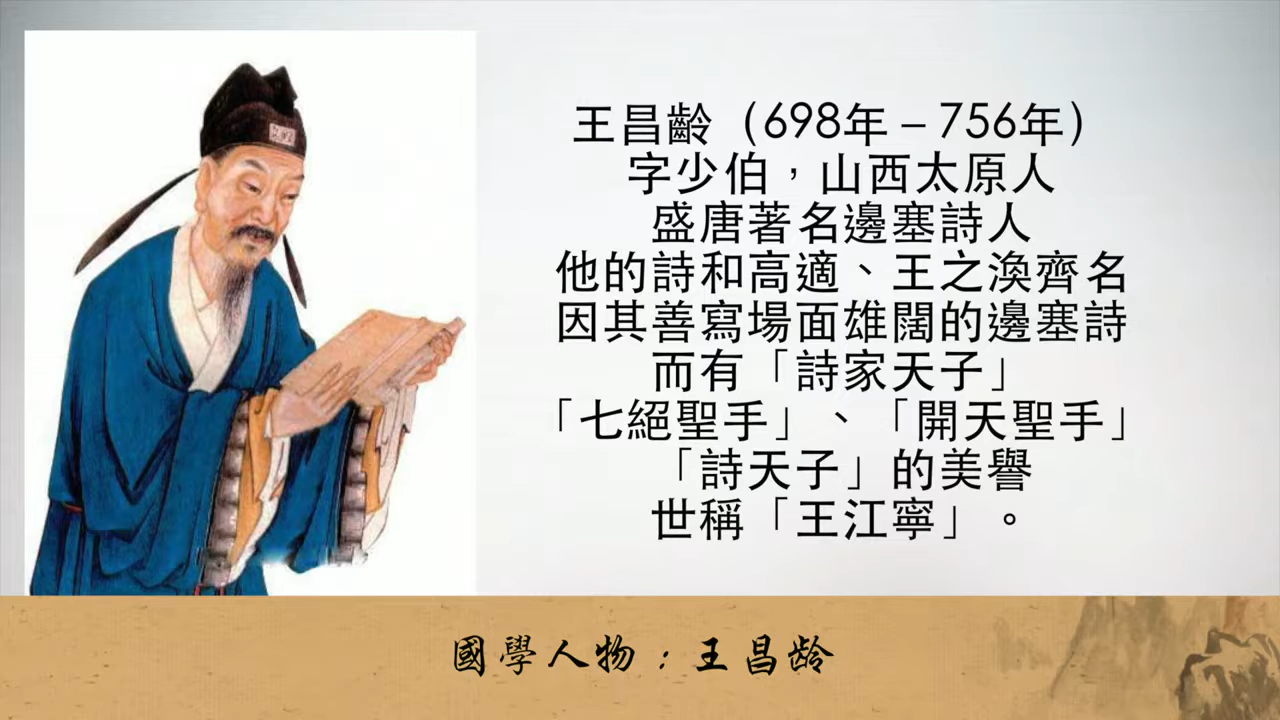 王昌齡（698年 – 756年）
字少伯，山西太原人
盛唐著名邊塞詩人
他的詩和高適、王之渙齊名
因其善寫場面雄闊的邊塞詩
而有「詩家天子」
「七絕聖手」、「開天聖手」
「詩天子」的美譽
世稱「王江寧」。
國學人物：王昌龄